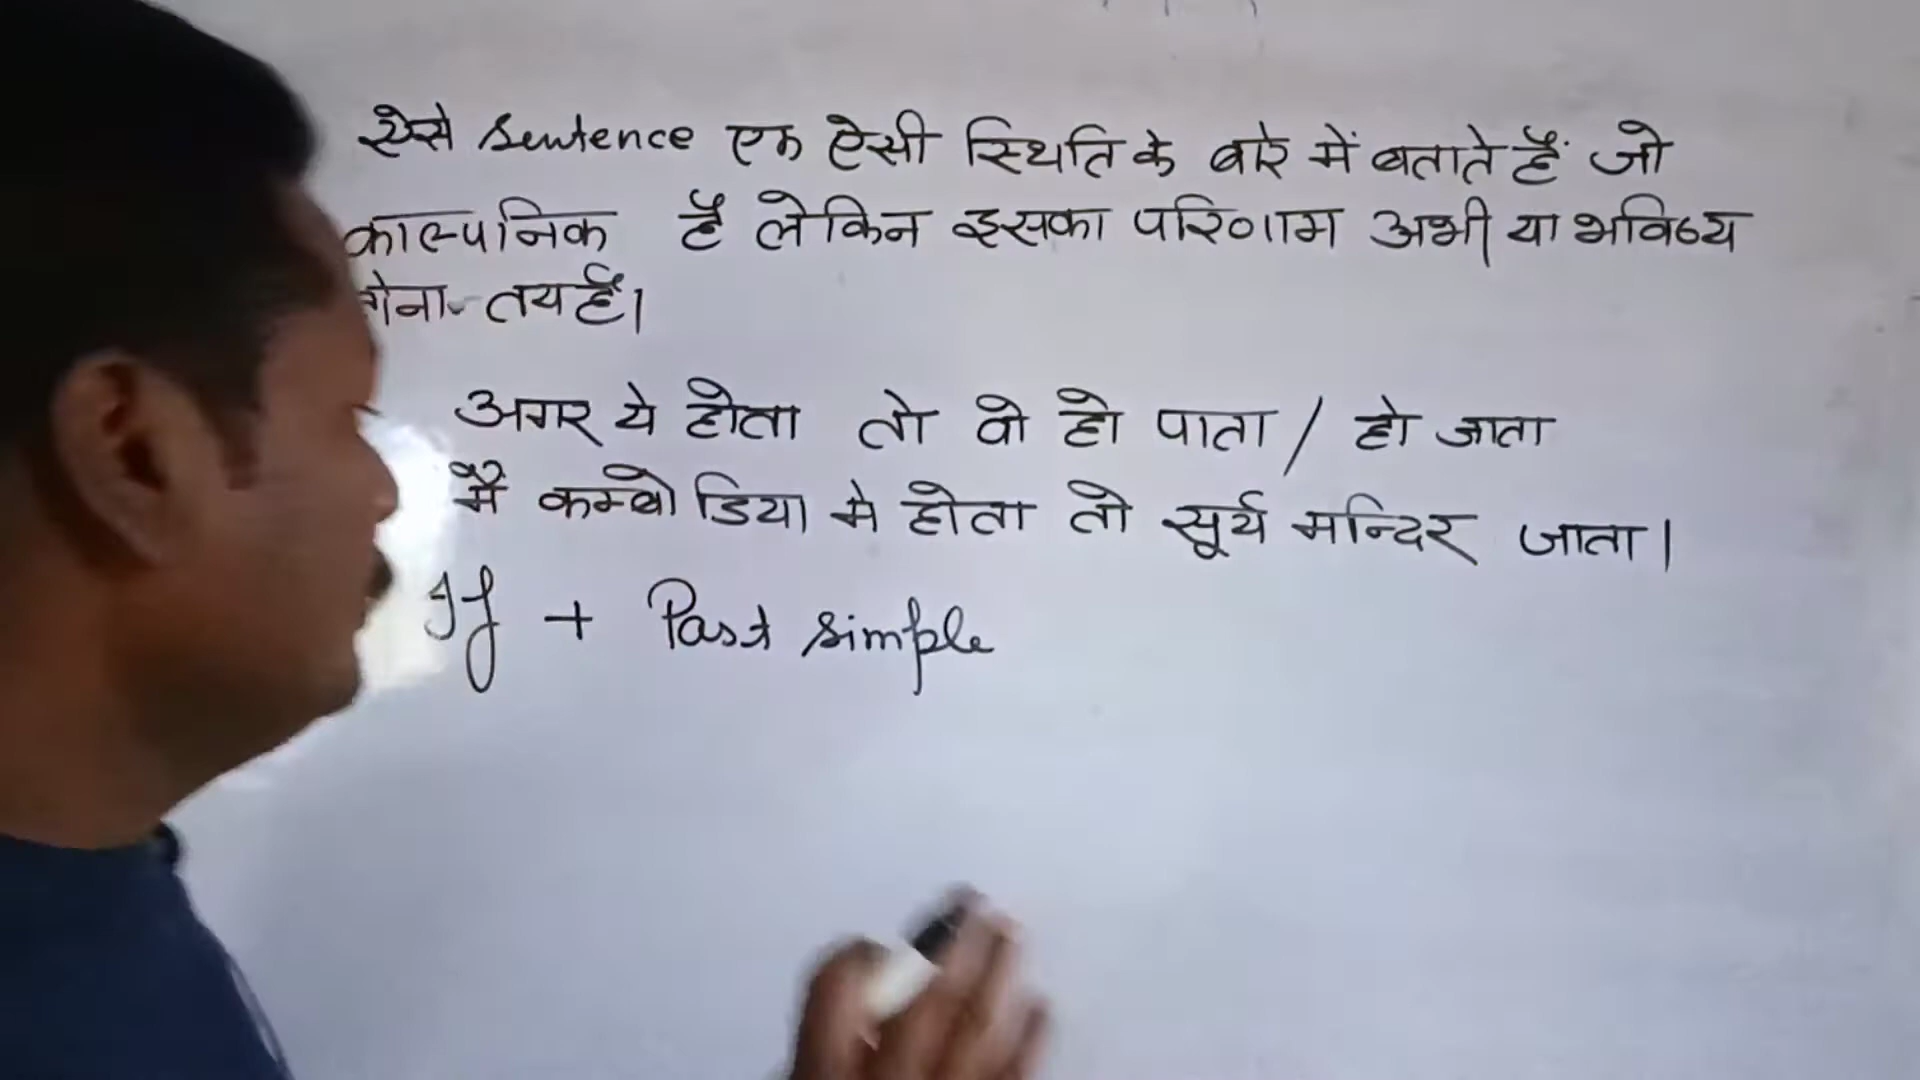 ऐसे sentence एक ऐसी स्थिति के बारे में बताते हैं जो
काल्पनिक है लेकिन इसका परिणाम अभी या भविष्य
होना तय है।
अगर ये होता तो वो हो पाता / हो जाता
मैं कम्बोडिया मे होता तो सूर्य मन्दिर जाता।
If + Past simple